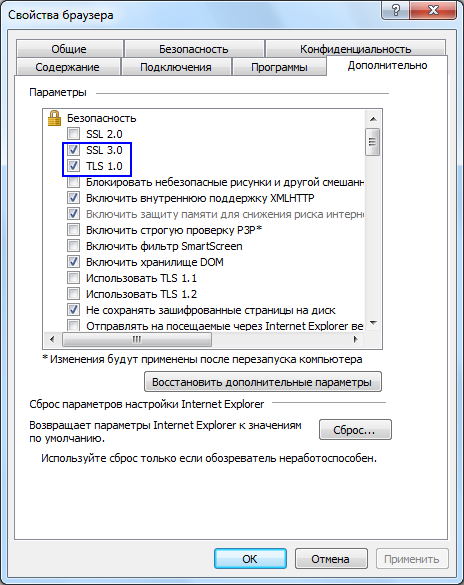 Свойства браузера
Общие Безопасность Конфиденциальность
Содержание Подключения Программы Дополнительно
Параметры
Безопасность
SSL 2.0
SSL 3.0
TLS 1.0
Блокировать небезопасные рисунки и другой смешан
Включить внутреннюю поддержку XMLHTTP
Включить защиту памяти для снижения риска интерн
Включить строгую проверку P3P*
Включить фильтр SmartScreen
Включить хранилище DOM
Использовать TLS 1.1
Использовать TLS 1.2
Не сохранять зашифрованные страницы на диск
Отправлять на посещаемые через Internet Explorer ве
* Изменения будут применены после перезапуска компьютера
Восстановить дополнительные параметры
Сброс параметров настройки Internet Explorer
Возвращает параметры Internet Explorer к значениям
по умолчанию.
Сброс...
Используйте сброс только если обозреватель неработоспособен.
ОК Отмена Применить